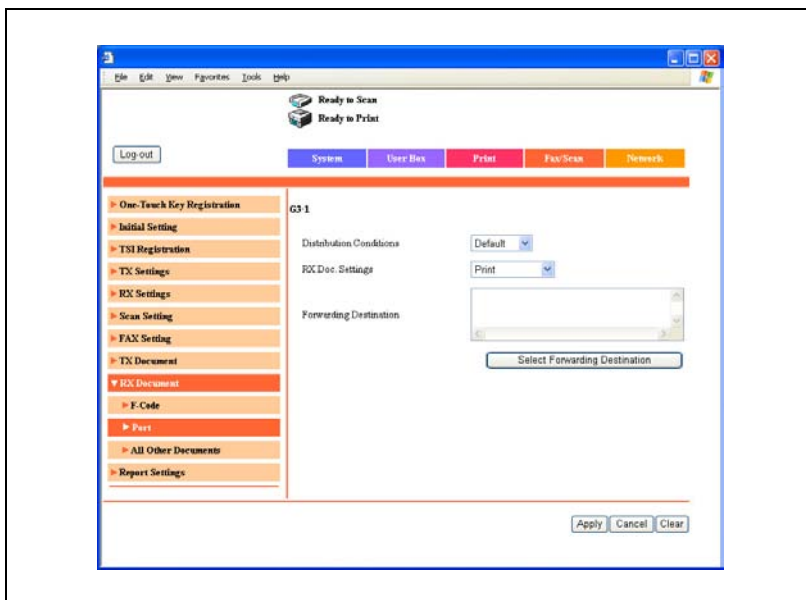 File Edit View Favorites Tools Help
Ready to Scan
Ready to Print
Log-out
System User Box Print Fax/Scan Network
One-Touch Key Registration
Initial Setting
TSI Registration
TX Settings
RX Settings
Scan Setting
FAX Setting
TX Document
RX Document
F-Code
Port
All Other Documents
Report Settings
G3-1
Distribution Conditions Default
RX Doc. Settings Print
Forwarding Destination
Select Forwarding Destination
Apply Cancel Clear